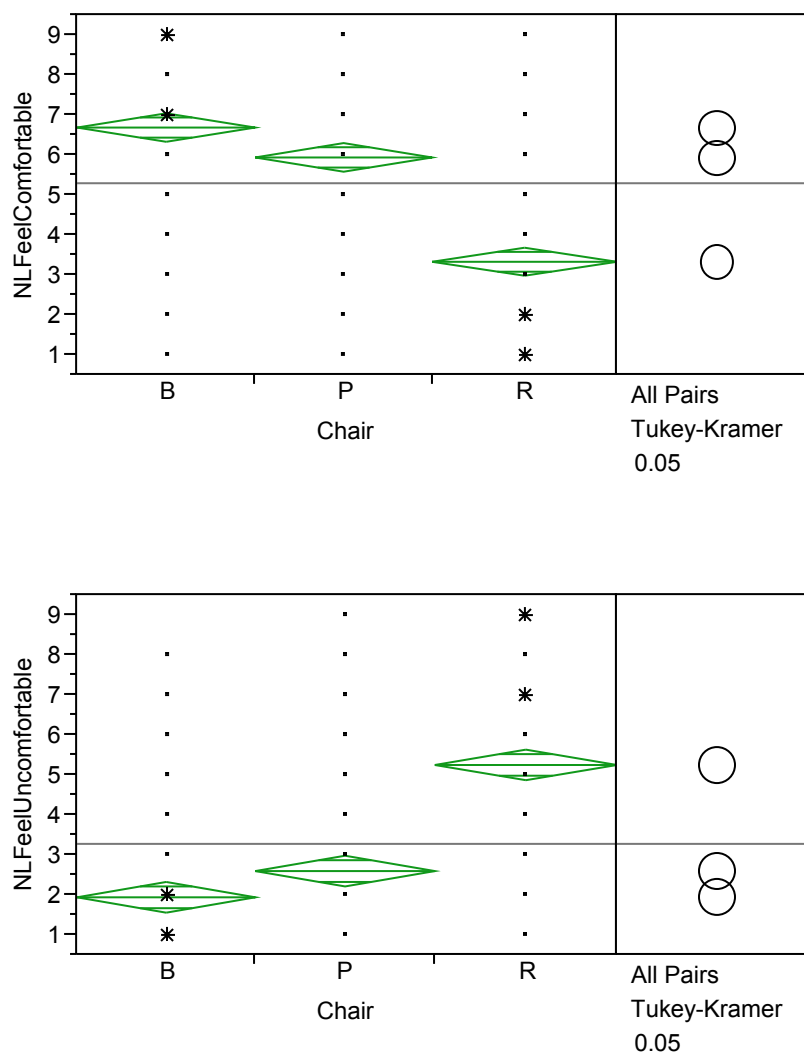 NLFeelComfortable
9
8
7
6
5
4
3
2
1
B P R
Chair
All Pairs
Tukey-Kramer
0.05
NLFeelUncomfortable
9
8
7
6
5
4
3
2
1
B P R
Chair
All Pairs
Tukey-Kramer
0.05